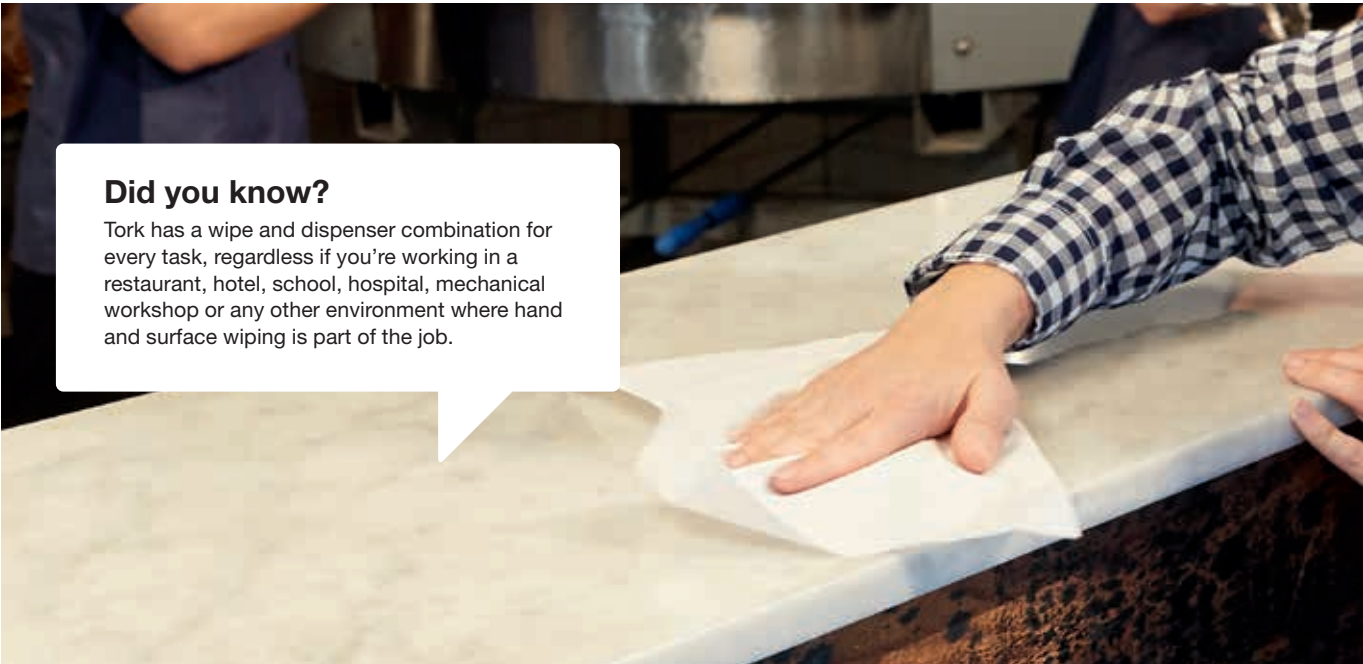 Did you know?
Tork has a wipe and dispenser combination for
every task, regardless if you’re working in a
restaurant, hotel, school, hospital, mechanical
workshop or any other environment where hand
and surface wiping is part of the job.